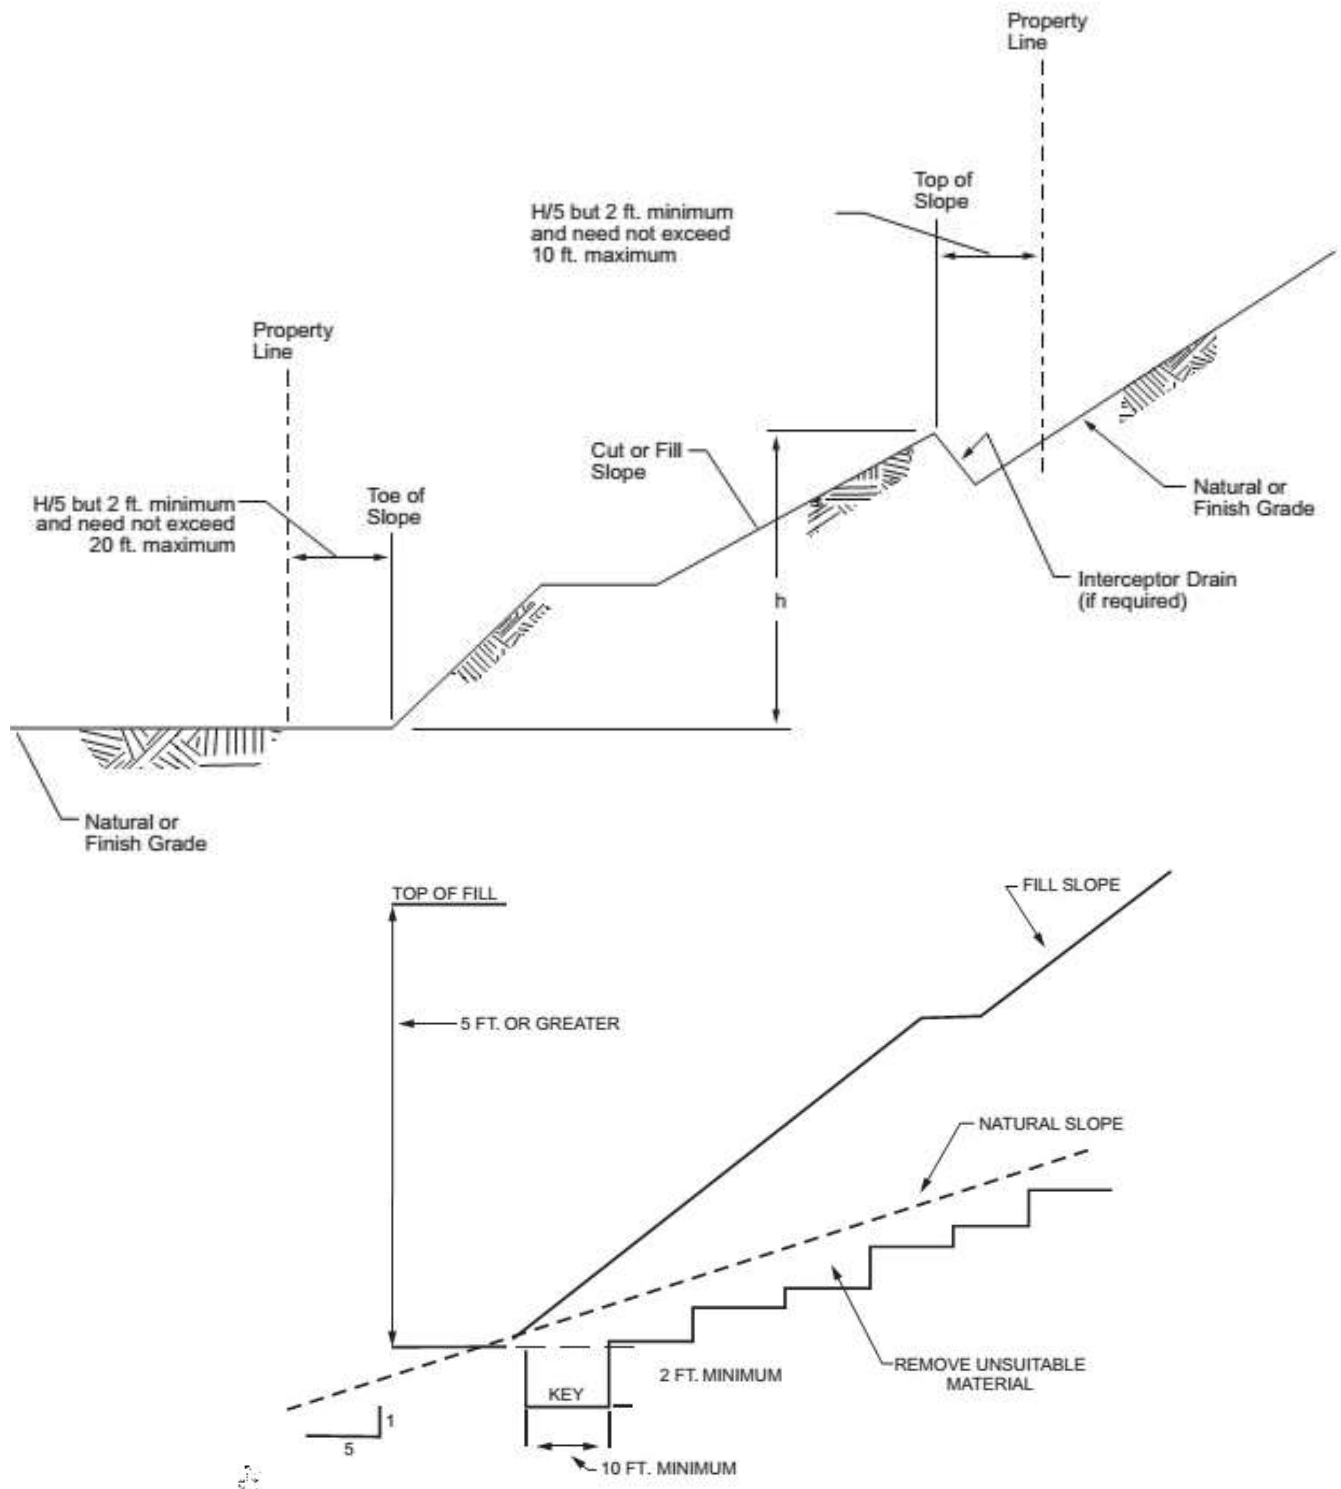 Property
Line
Top of
Slope
H/5 but 2 ft. minimum
and need not exceed
10 ft. maximum
Property
Line
Cut or Fill
Slope
H/5 but 2 ft. minimum
and need not exceed
20 ft. maximum
Toe of
Slope
Natural or
Finish Grade
Interceptor Drain
(if required)
h
Natural or
Finish Grade
TOP OF FILL
FILL SLOPE
5 FT. OR GREATER
NATURAL SLOPE
REMOVE UNSUITABLE
MATERIAL
2 FT. MINIMUM
KEY
1
5
10 FT. MINIMUM